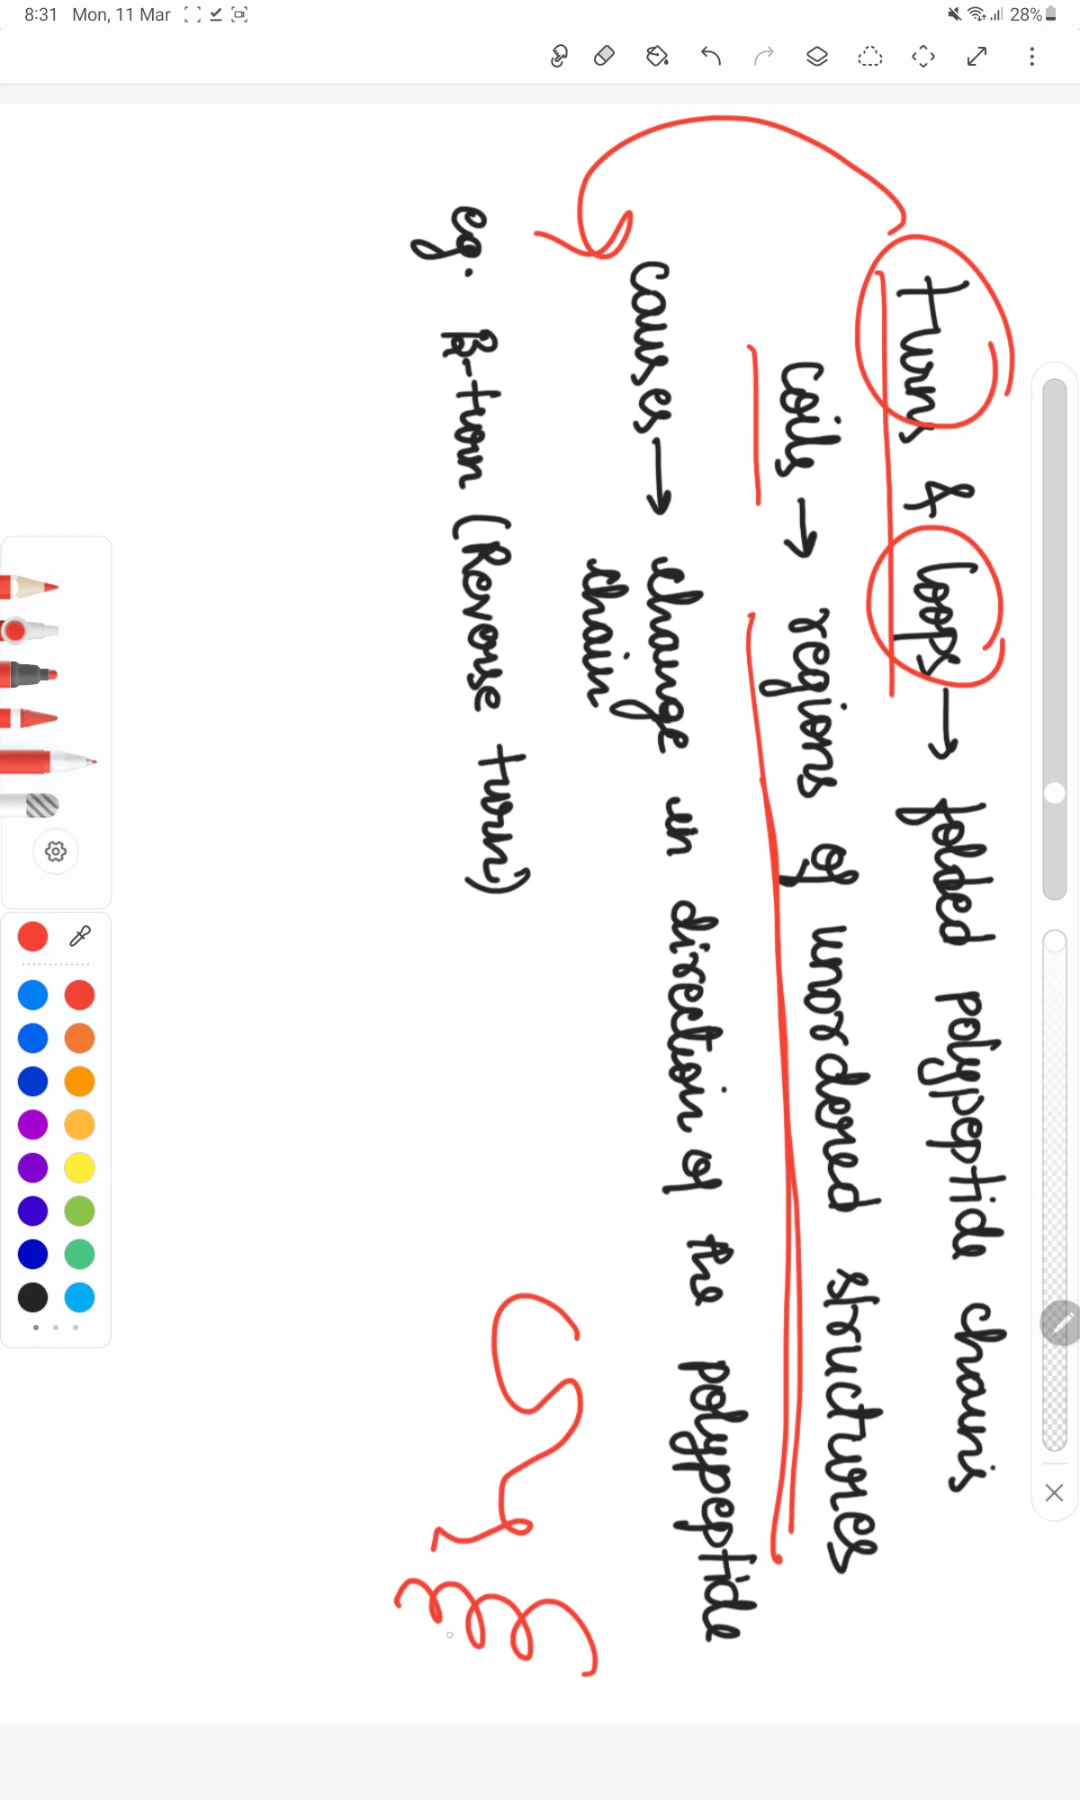 8:31 Mon, 11 Mar
28%
turns & loops → folded polypeptide chains
coils → regions of unordered structures
causes → change in direction of the polypeptide
chain
eg. β-turn (Reverse turn)